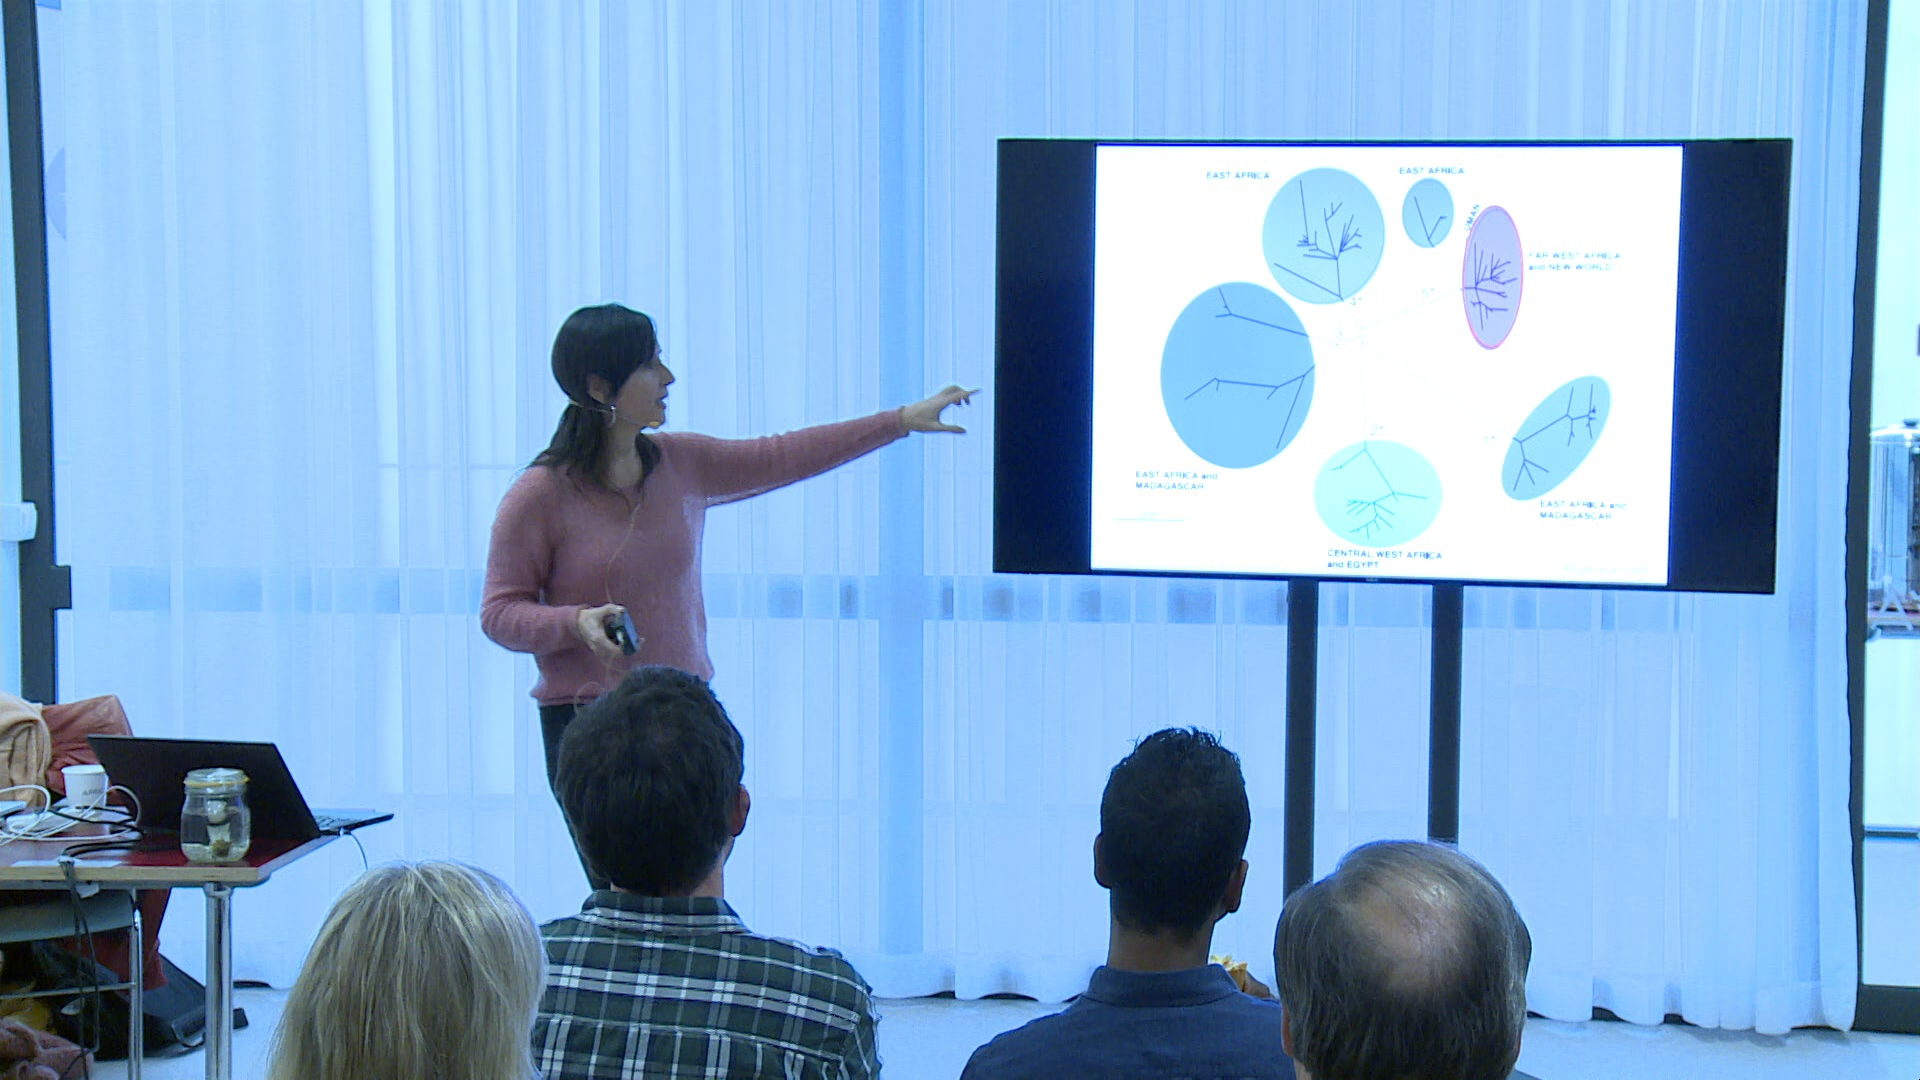 EAST AFRICA
EAST AFRICA
FAR WEST AFRICA
and NEW WORLD
EAST AFRICA and
MADAGASCAR
EAST AFRICA and
MADAGASCAR
CENTRAL WEST AFRICA
and EGYPT